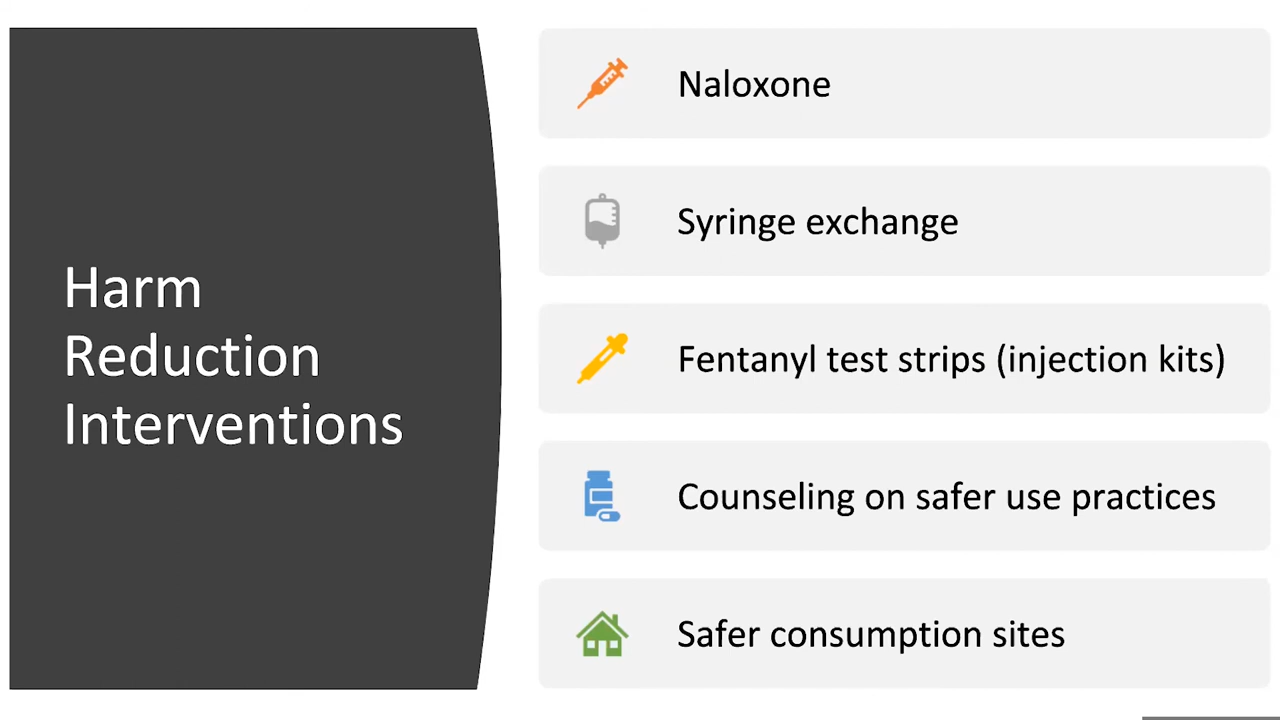 Harm
Reduction
Interventions
Naloxone
Syringe exchange
Fentanyl test strips (injection kits)
Counseling on safer use practices
Safer consumption sites